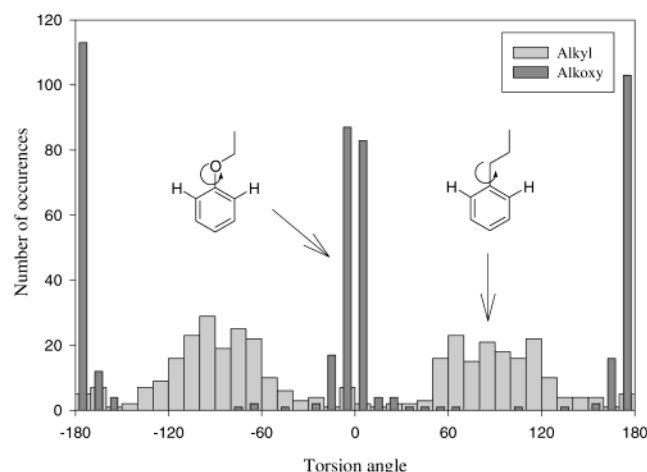 120
100
80
60
40
20
0
Number of occurences
Alkyl
Alkoxy
O
H H
H H
-180 -120 -60 0 60 120 180
Torsion angle